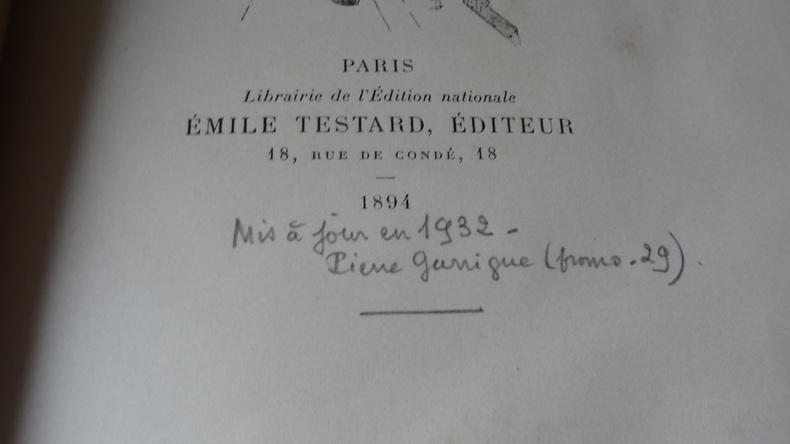 PARIS
Librairie de l'Édition nationale
ÉMILE TESTARD, ÉDITEUR
18, RUE DE CONDÉ, 18
1894
Mis à jour en 1932 -
Pierre Garrigue (promo. 29).